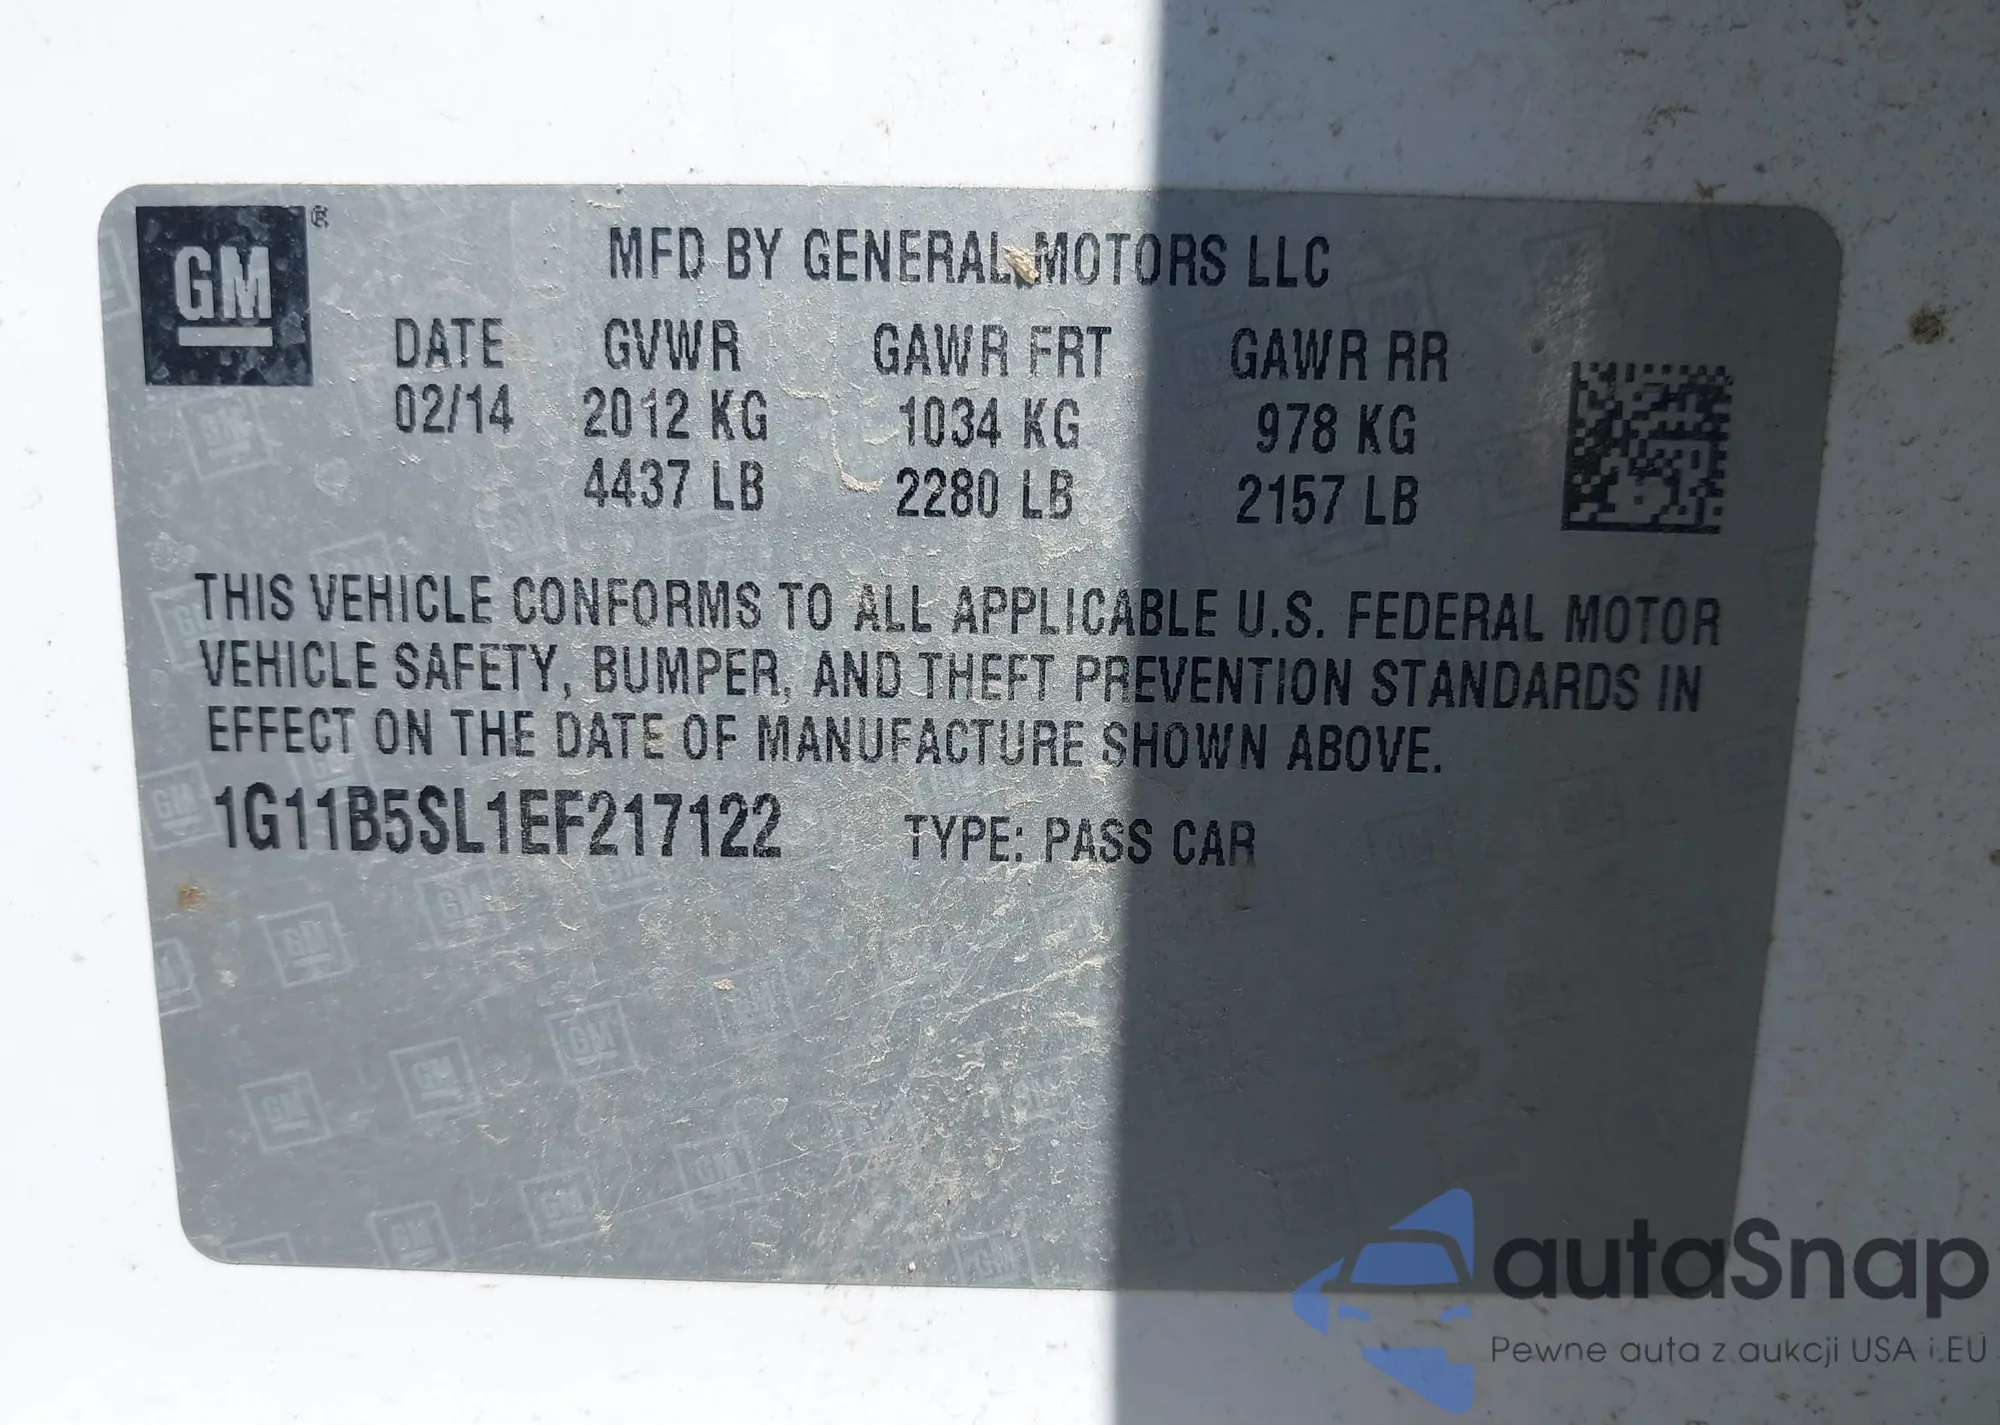 GM ®
MFD BY GENERAL MOTORS LLC
DATE GVWR GAWR FRT GAWR RR
02/14 2012 KG 1034 KG 978 KG
4437 LB 2280 LB 2157 LB
THIS VEHICLE CONFORMS TO ALL APPLICABLE U.S. FEDERAL MOTOR
VEHICLE SAFETY, BUMPER, AND THEFT PREVENTION STANDARDS IN
EFFECT ON THE DATE OF MANUFACTURE SHOWN ABOVE.
1G11B5SL1EF217122 TYPE: PASS CAR
autaSnap
Pewne auta z aukcji USA i EU